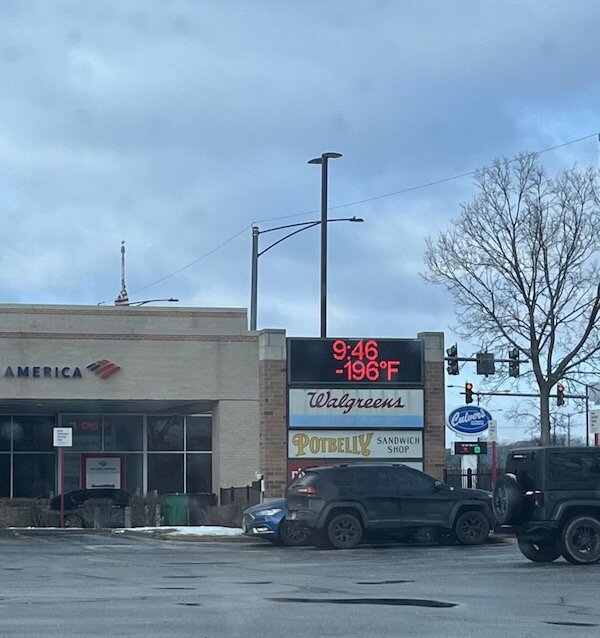 9:46
-196°F
AMERICA
Walgreens
POTBELLY SANDWICH SHOP
Culver's